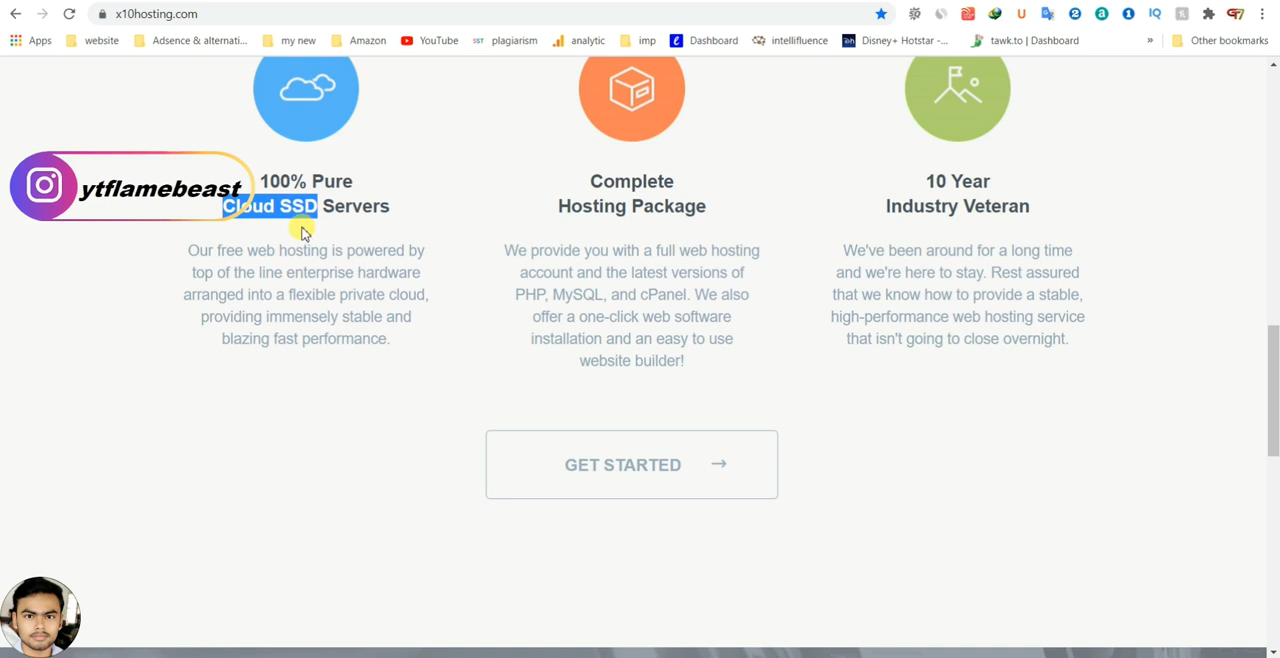 x10hosting.com
Apps website Adsence & alternati... my new Amazon YouTube SST plagiarism analytic imp Dashboard intellifluence Disney+ Hotstar -... tawk.to | Dashboard » Other bookmarks
ytflamebeast
100% Pure
Cloud SSD Servers
Our free web hosting is powered by
top of the line enterprise hardware
arranged into a flexible private cloud,
providing immensely stable and
blazing fast performance.
Complete
Hosting Package
We provide you with a full web hosting
account and the latest versions of
PHP, MySQL, and cPanel. We also
offer a one-click web software
installation and an easy to use
website builder!
10 Year
Industry Veteran
We've been around for a long time
and we're here to stay. Rest assured
that we know how to provide a stable,
high-performance web hosting service
that isn't going to close overnight.
GET STARTED →